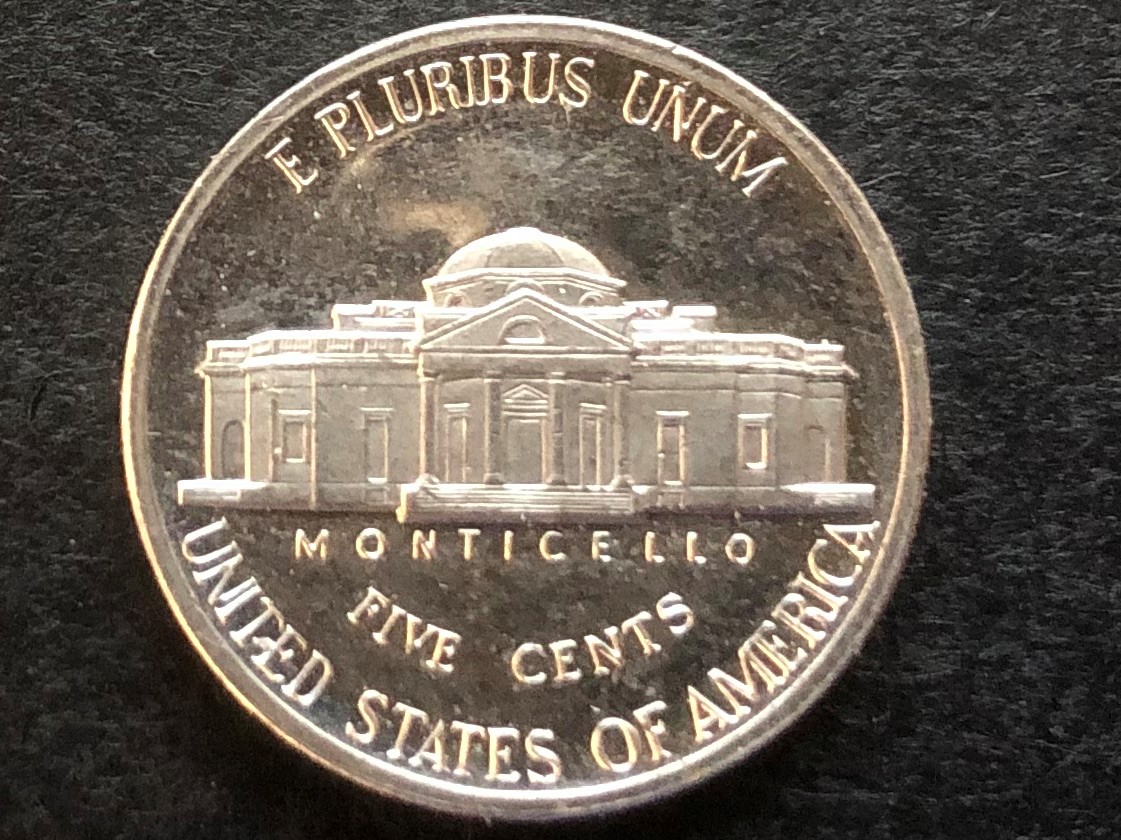 E PLURIBUS UNUM
MONTICELLO
FIVE CENTS
UNITED STATES OF AMERICA